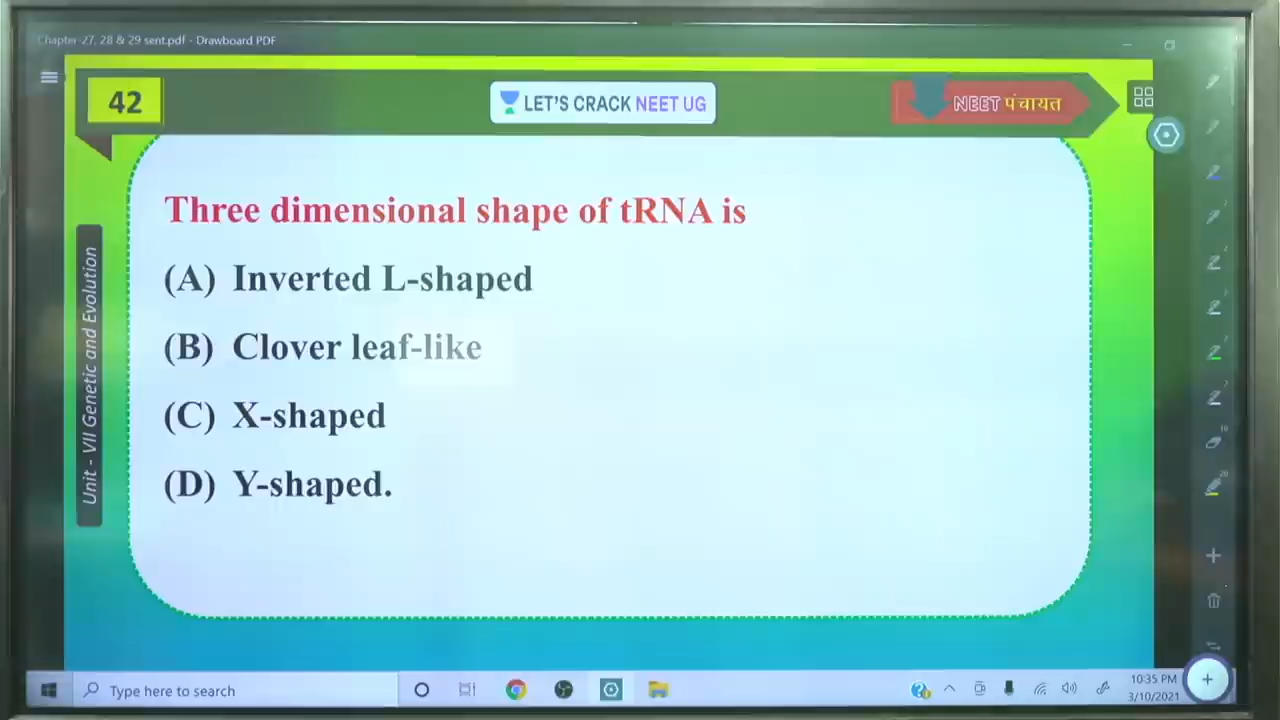 Chapter-27, 28 & 29 sent.pdf - Drawboard PDF
42
LET'S CRACK NEET UG
NEET पंचायत
Unit - VII Genetic and Evolution
Three dimensional shape of tRNA is
(A) Inverted L-shaped
(B) Clover leaf-like
(C) X-shaped
(D) Y-shaped.
Type here to search
10:35 PM
3/10/2021